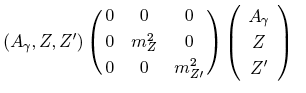 $(A_\gamma, Z, Z') \begin{pmatrix} 0 & 0 & 0 \\ 0 & m_Z^2 & 0 \\ 0 & 0 & m_{Z'}^2 \end{pmatrix} \begin{pmatrix} A_\gamma \\ Z \\ Z' \end{pmatrix}$